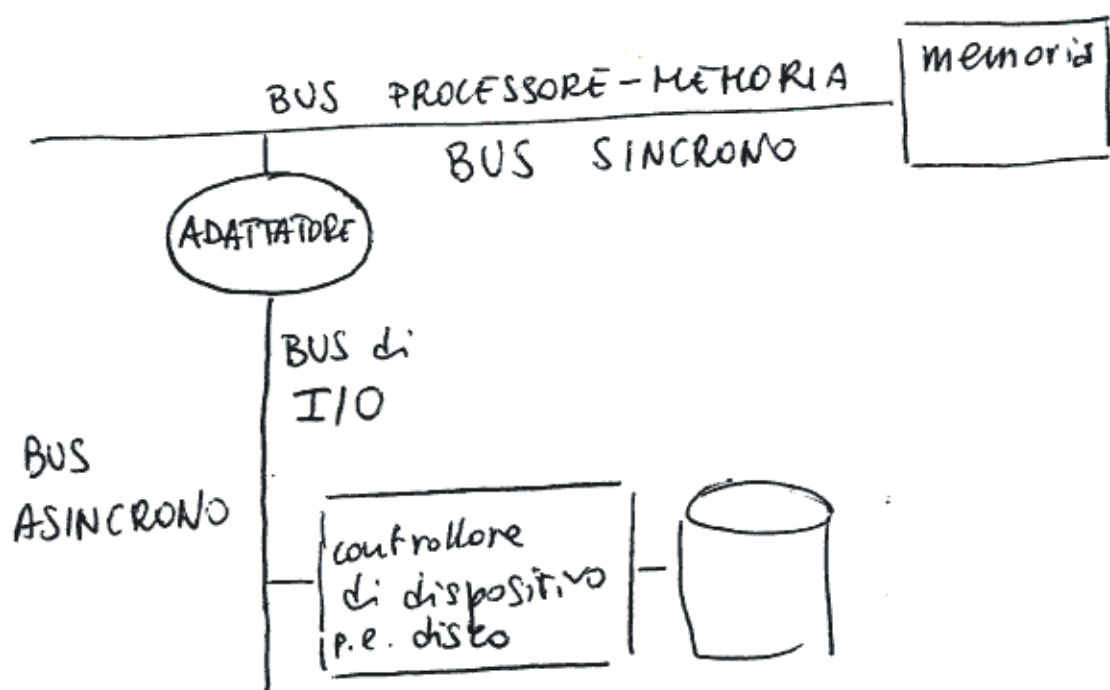 BUS PROCESSORE-MEMORIA
memoria
BUS SINCRONO
ADATTATORE
BUS di
I/O
BUS
ASINCRONO
controllore
di dispositivo
p.e. disco